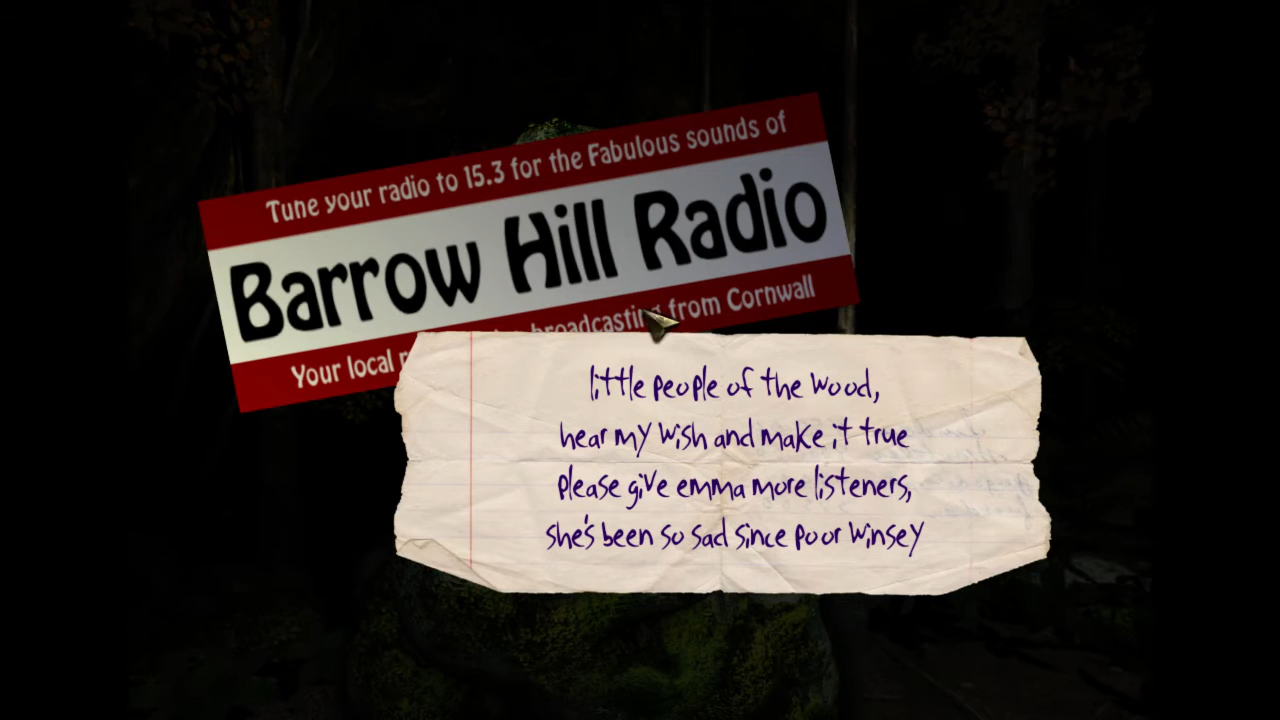 Tune your radio to 15.3 for the Fabulous sounds of
Barrow Hill Radio
Your local broadcasting from Cornwall
little people of the wood,
hear my wish and make it true
please give emma more listeners,
she's been so sad since poor winsey